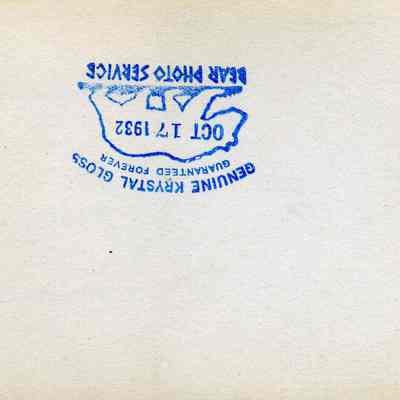 GENUINE KRYSTAL GLOSS
GUARANTEED FOREVER
OCT 17 1932
BEAR PHOTO SERVICE